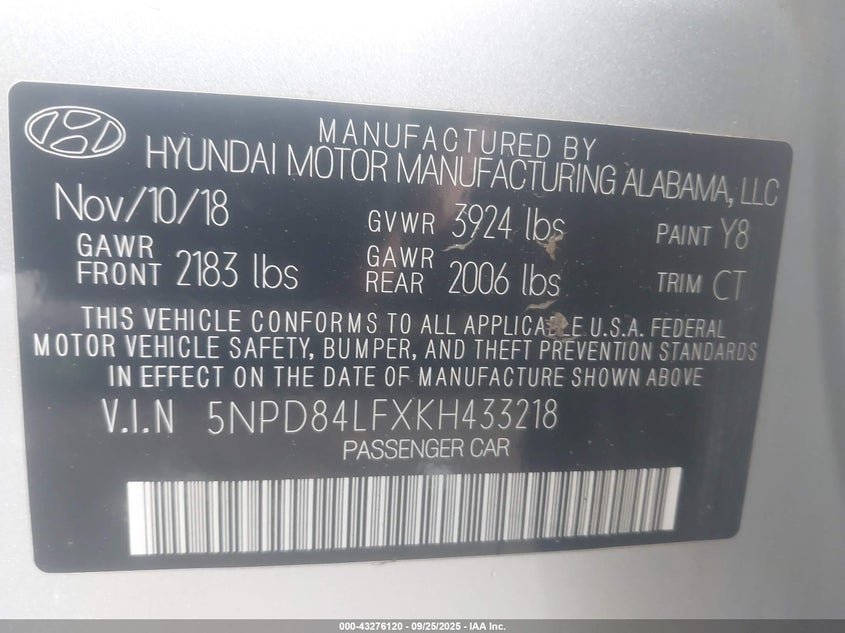 MANUFACTURED BY
HYUNDAI MOTOR MANUFACTURING ALABAMA, LLC
Nov/10/18 GVWR 3924 lbs PAINT Y8
GAWR FRONT 2183 lbs GAWR REAR 2006 lbs TRIM CT
THIS VEHICLE CONFORMS TO ALL APPLICABLE U.S.A. FEDERAL
MOTOR VEHICLE SAFETY, BUMPER, AND THEFT PREVENTION STANDARDS
IN EFFECT ON THE DATE OF MANUFACTURE SHOWN ABOVE
V.I.N 5NPD84LFXKH433218
PASSENGER CAR
000-43276120 — 09/25/2025 — IAA Inc.